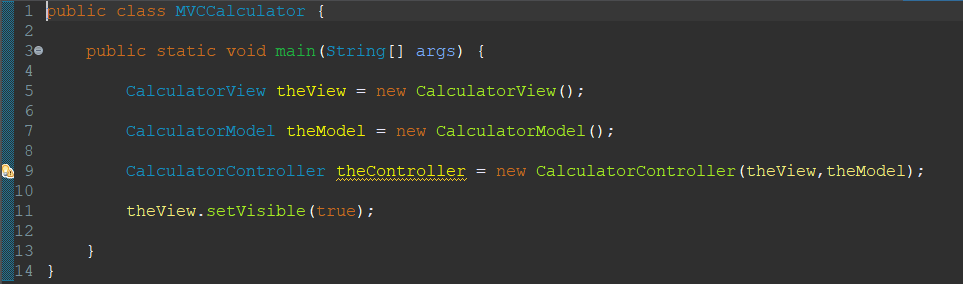 1 public class MVCCalculator {
2
3 public static void main(String[] args) {
4
5 CalculatorView theView = new CalculatorView();
6
7 CalculatorModel theModel = new CalculatorModel();
8
9 CalculatorController theController = new CalculatorController(theView,theModel);
10
11 theView.setVisible(true);
12
13 }
14 }